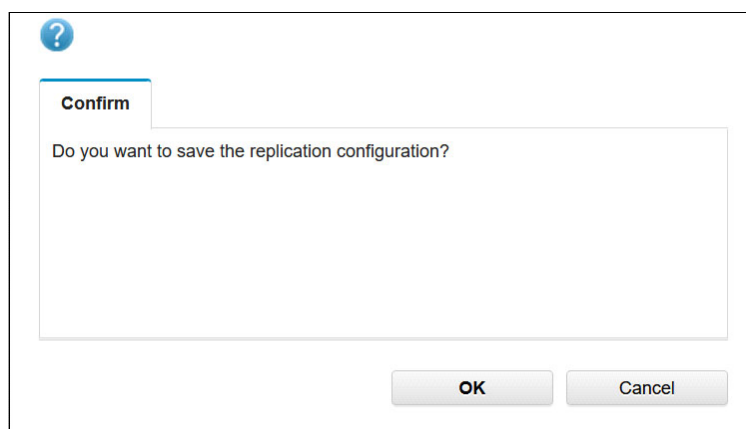 ?
Confirm
Do you want to save the replication configuration?
OK
Cancel